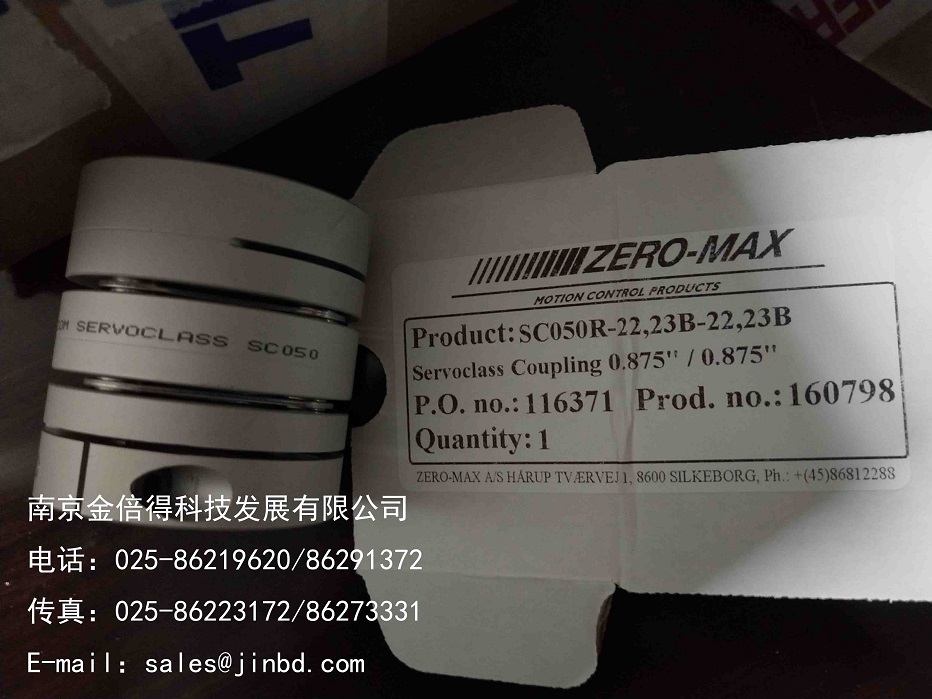 ZERO-MAX
MOTION CONTROL PRODUCTS
Product: SC050R-22,23B-22,23B
Servoclass Coupling 0.875" / 0.875"
P.O. no.: 116371 Prod. no.: 160798
Quantity: 1
ZERO-MAX A/S HÅRUP TVÆRVEJ 1, 8600 SILKEBORG, Ph.: +(45)86812288
SERVOCLASS SC050
南京金倍得科技发展有限公司
电话：025-86219620/86291372
传真：025-86223172/86273331
E-mail：sales@jinbd.com